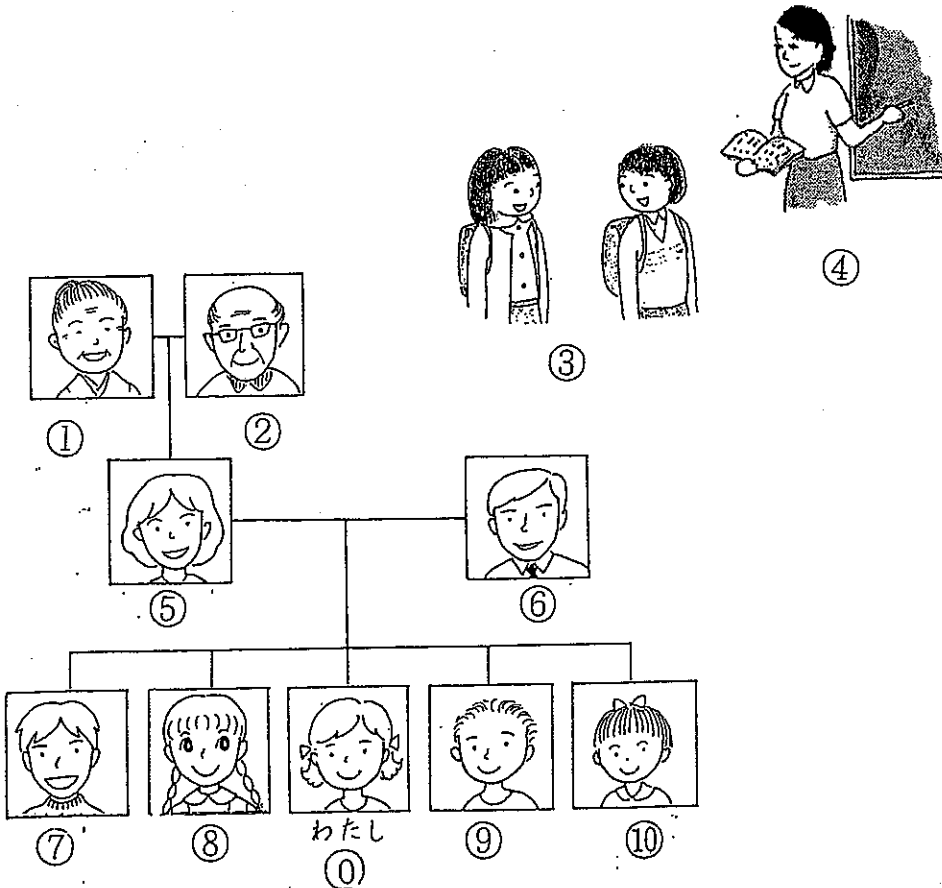 ④
③
① ②
⑤ ⑥
わたし
⑦ ⑧ ⓪ ⑨ ⑩